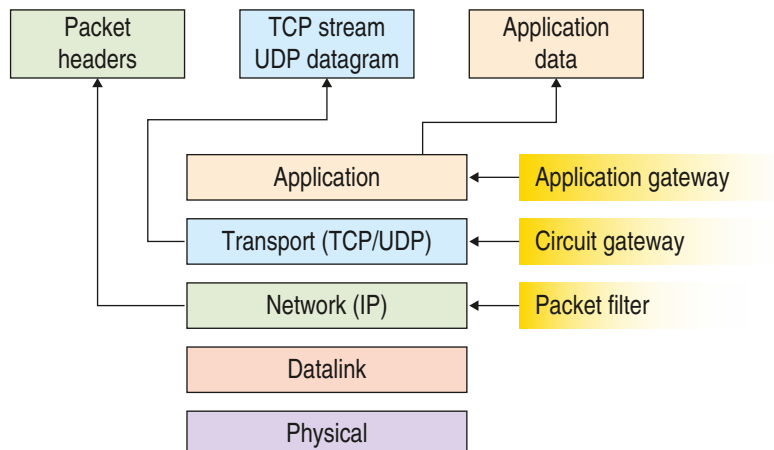 Packet
headers
TCP stream
UDP datagram
Application
data
Application
Application gateway
Transport (TCP/UDP)
Circuit gateway
Network (IP)
Packet filter
Datalink
Physical